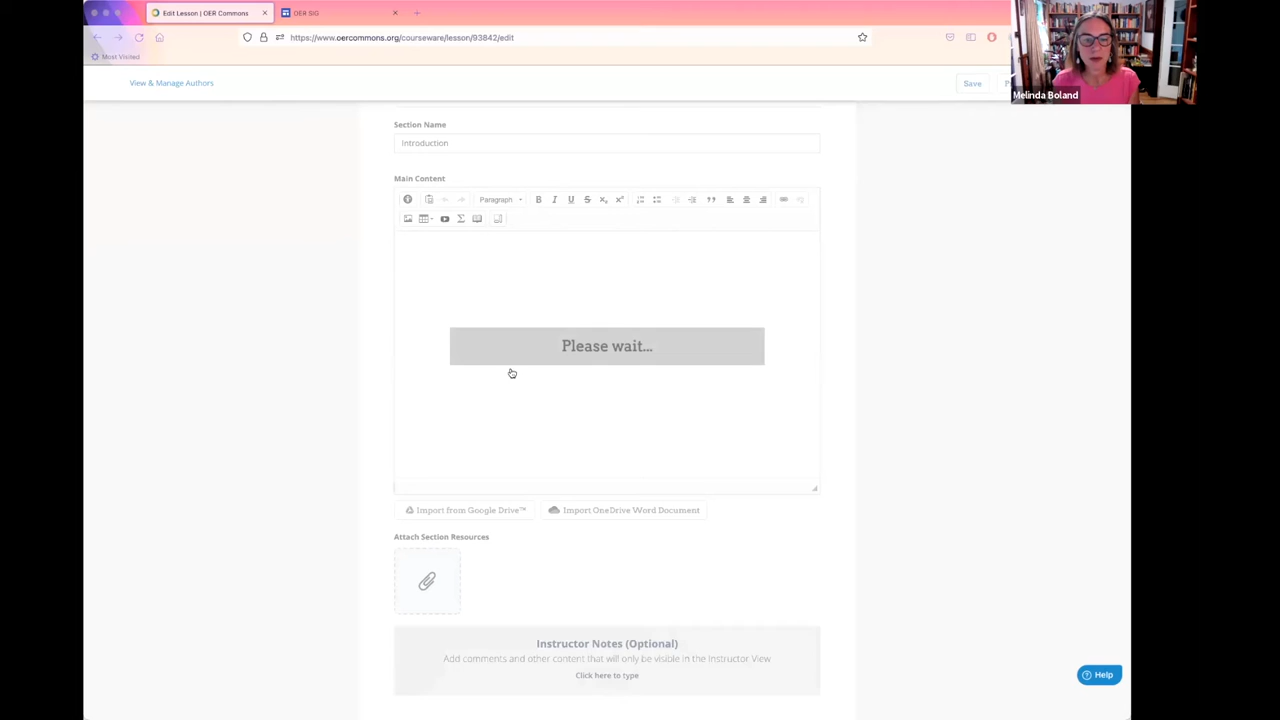 Edit Lesson | OER Commons
OER SIG
https://www.oercommons.org/courseware/lesson/93842/edit
Most Visited
View & Manage Authors
Save
Melinda Boland
Section Name
Introduction
Main Content
Paragraph
Please wait...
Import from Google Drive™
Import OneDrive Word Document
Attach Section Resources
Instructor Notes (Optional)
Add comments and other content that will only be visible in the Instructor View
Click here to type
Help